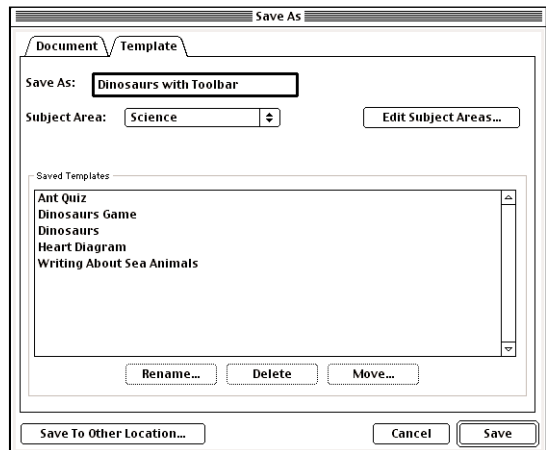 Save As
Document Template
Save As: Dinosaurs with Toolbar
Subject Area: Science Edit Subject Areas...
Saved Templates
Ant Quiz
Dinosaurs Game
Dinosaurs
Heart Diagram
Writing About Sea Animals
Rename... Delete Move...
Save To Other Location... Cancel Save